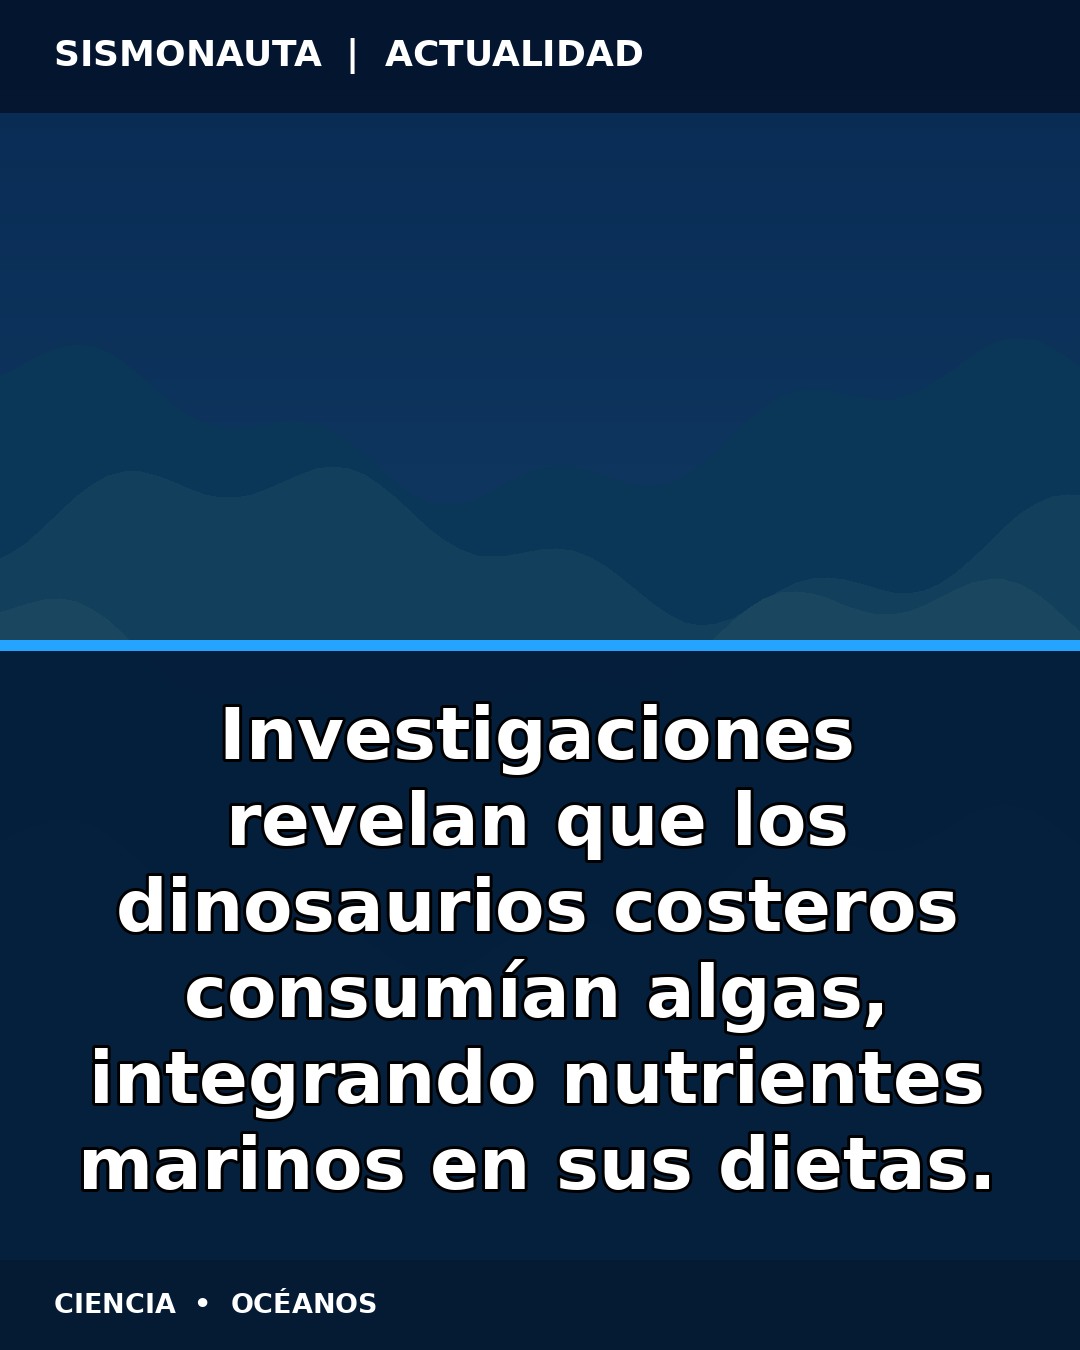 SISMONAUTA | ACTUALIDAD
Investigaciones
revelan que los
dinosaurios costeros
consumían algas,
integrando nutrientes
marinos en sus dietas.
CIENCIA • OCÉANOS